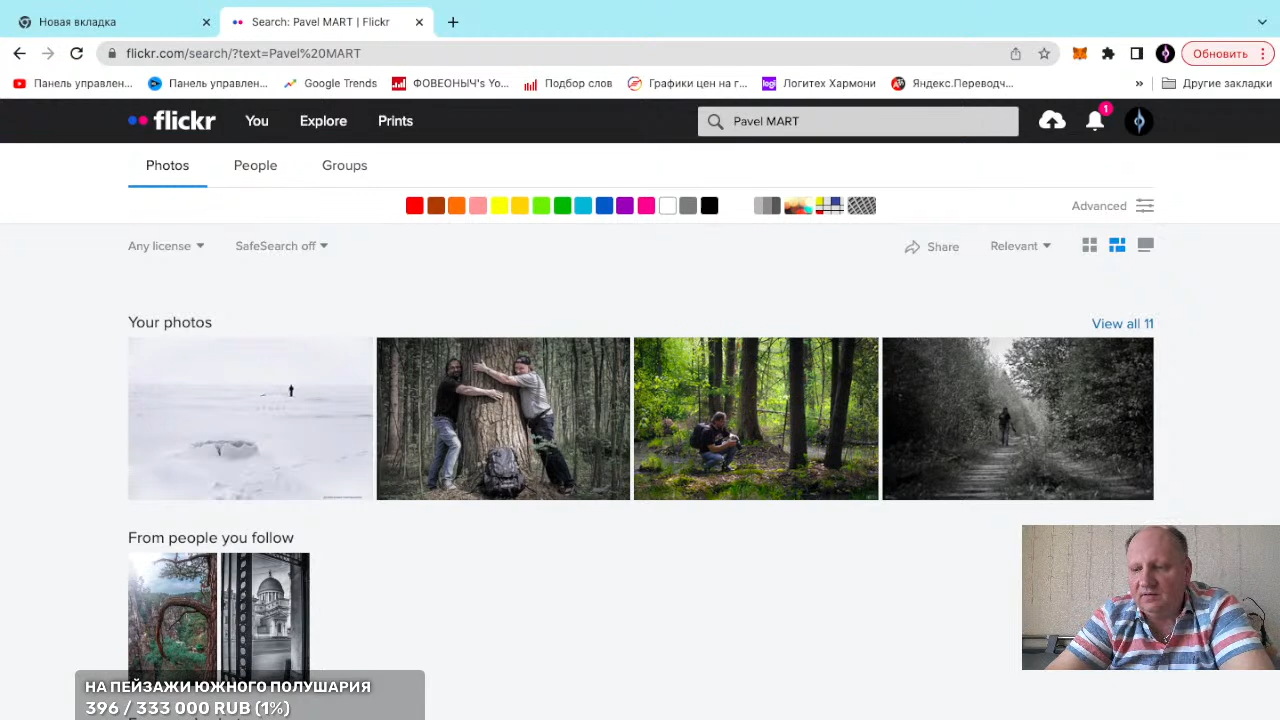 Новая вкладка
Search: Pavel MART | Flickr
flickr.com/search/?text=Pavel%20MART
Обновить
Панель управлен...
Панель управлен...
Google Trends
ФОВЕОНЫЧ's Yo...
Подбор слов
Графики цен на г...
Логитех Хармони
Яндекс.Переводч...
»
Другие закладки
flickr
You
Explore
Prints
Pavel MART
1
Photos
People
Groups
Advanced
Any license
SafeSearch off
Share
Relevant
Your photos
View all 11
From people you follow
НА ПЕЙЗАЖИ ЮЖНОГО ПОЛУШАРИЯ
396 / 333 000 RUB (1%)